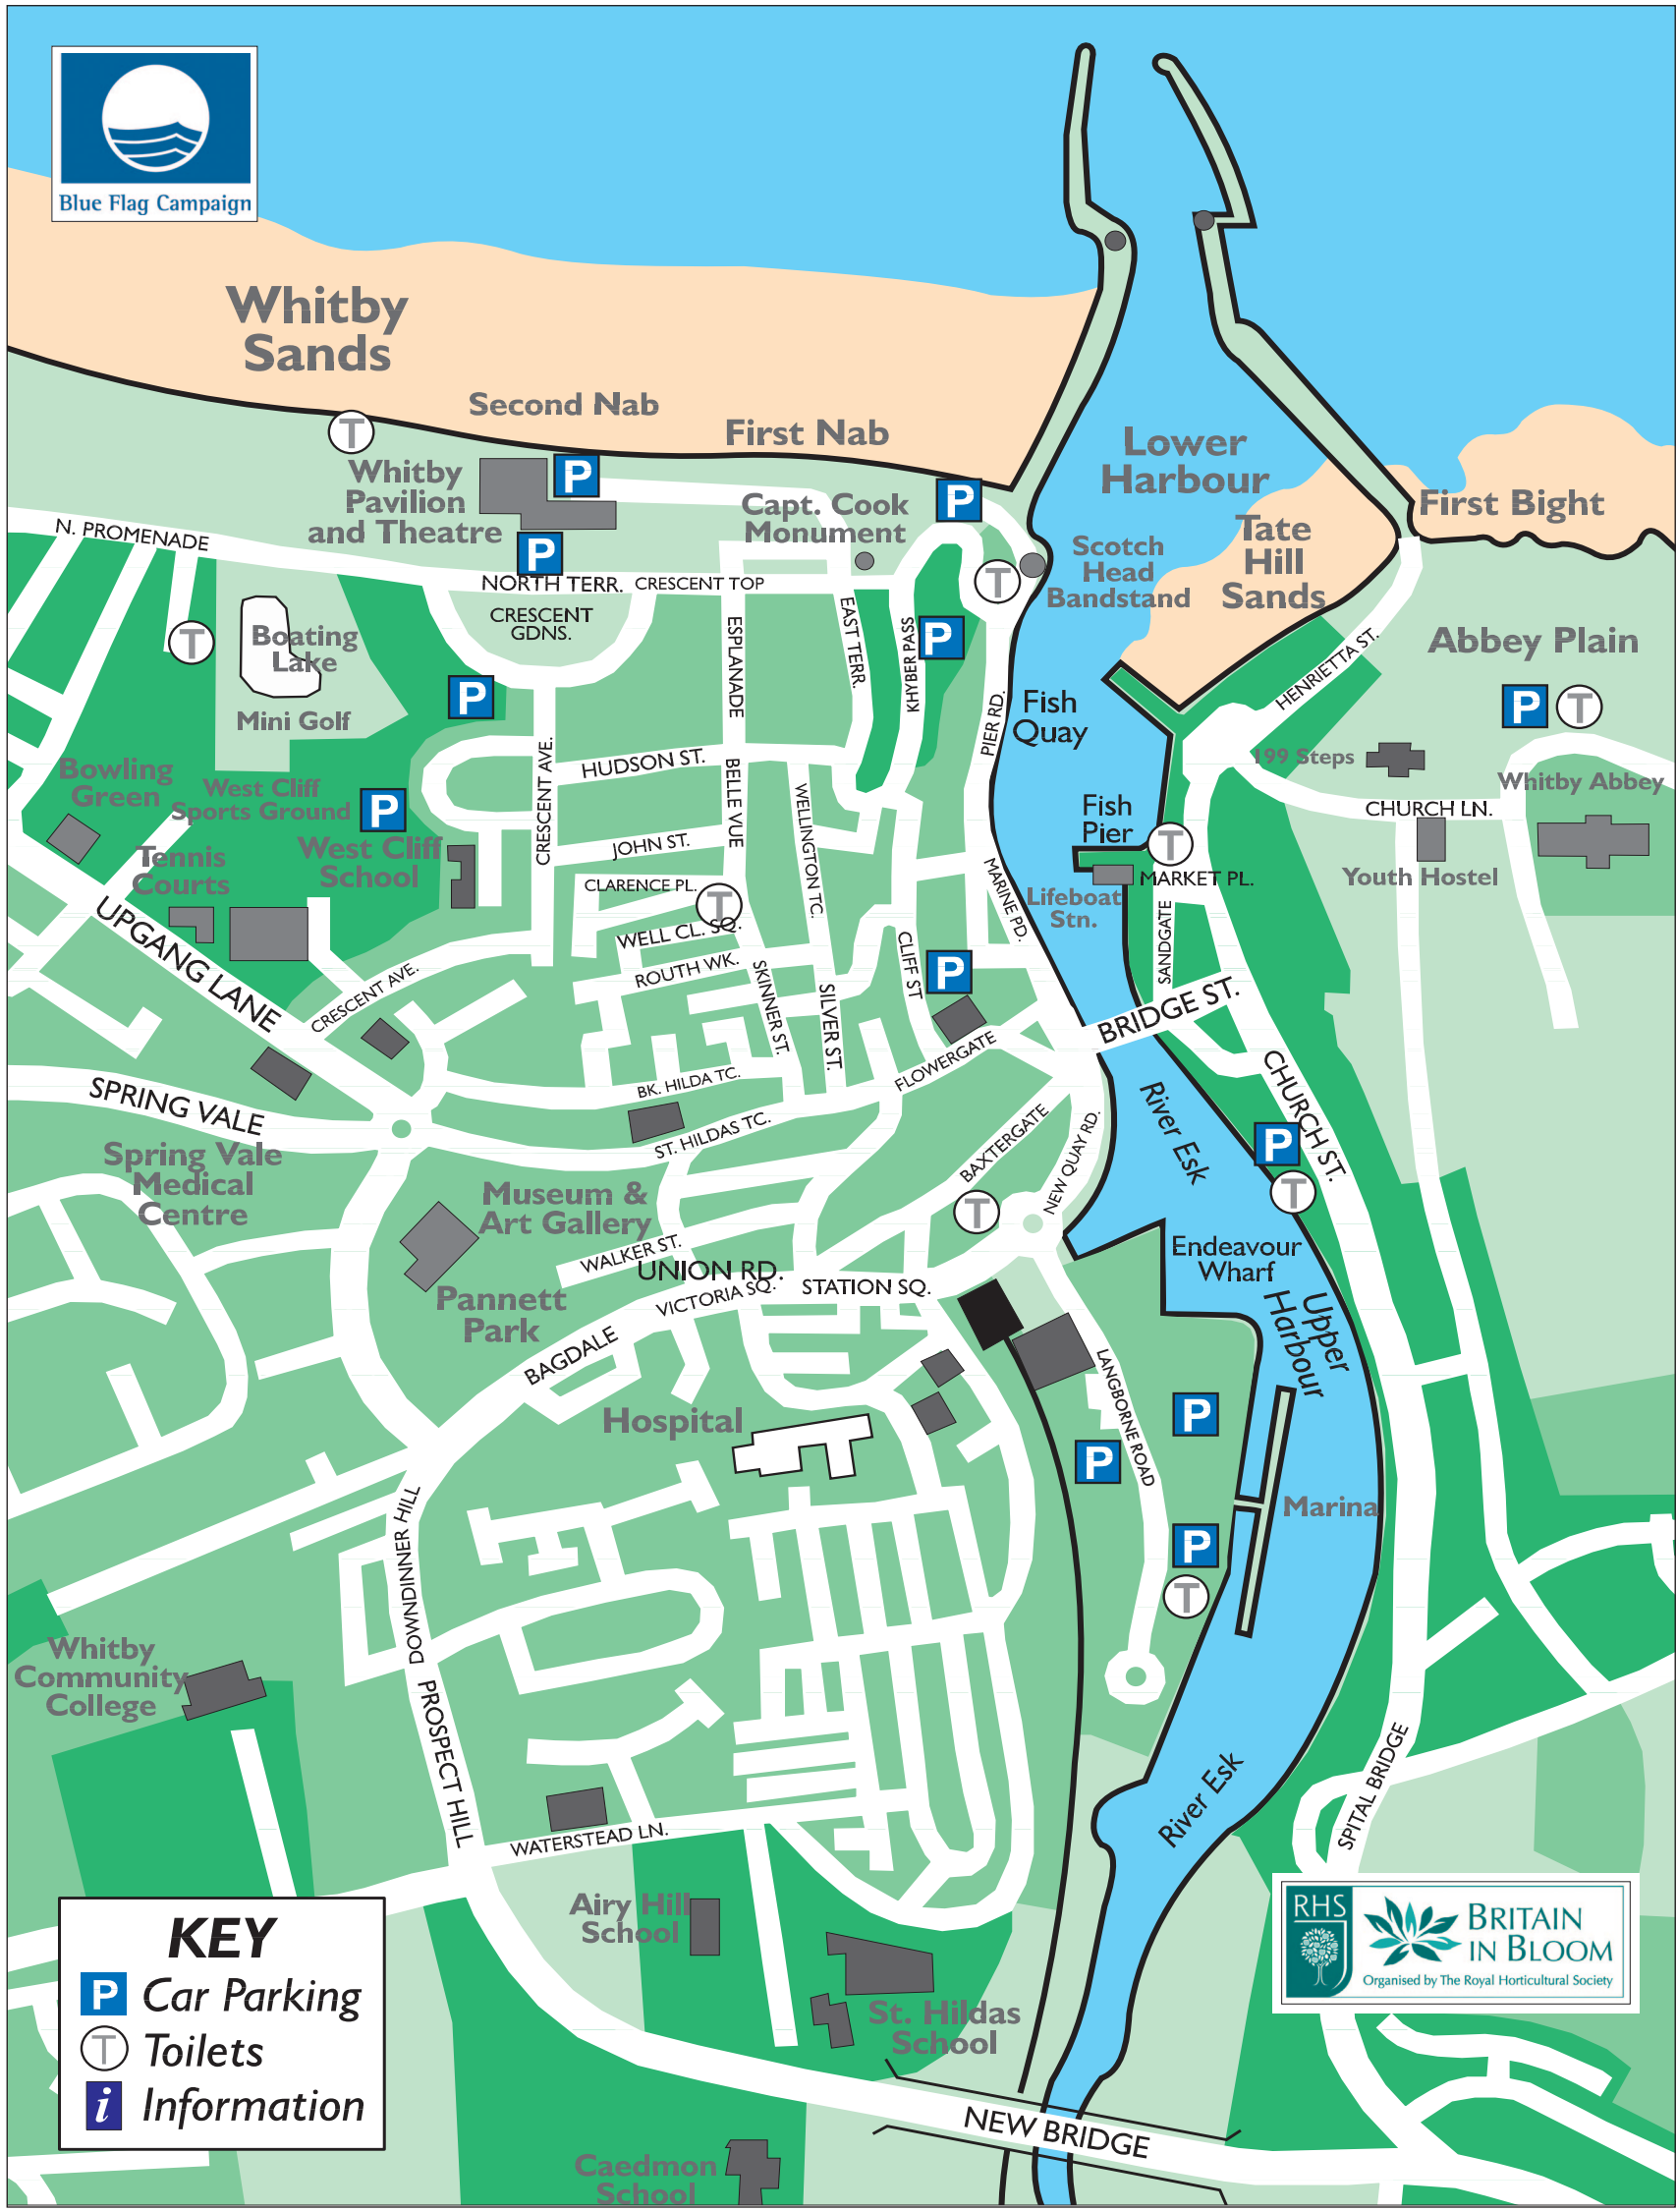 Blue Flag Campaign
Whitby
Sands
Second Nab
First Nab
Lower
Harbour
First Bight
Whitby
Pavilion
and Theatre
P
P
T
Capt. Cook
Monument
P
Tate
Hill
Sands
Scotch
Head
Bandstand
T
N. PROMENADE
NORTH TERR.
CRESCENT TOP
CRESCENT
GDNS.
ESPLANADE
EAST TERR.
KHYBER PASS
P
PIER RD.
HENRIETTA ST.
Abbey Plain
P
T
T
Boating
Lake
Mini Golf
P
Fish
Quay
199 Steps
Whitby Abbey
CHURCH LN.
Youth Hostel
Bowling
Green
West Cliff
Sports Ground
P
West Cliff
School
Tennis
Courts
CRESCENT AVE.
HUDSON ST.
BELLE VUE
WELLINGTON TC.
JOHN ST.
CLARENCE PL.
T
WELL CL. SQ.
ROUTH WK.
SKINNER ST.
SILVER ST.
CLIFF ST
P
MARINE PD.
Fish
Pier
T
MARKET PL.
Lifeboat
Stn.
SANDGATE
BRIDGE ST.
UPGANG LANE
CRESCENT AVE.
SPRING VALE
BK. HILDA TC.
ST. HILDAS TC.
FLOWERGATE
BAXTERGATE
NEW QUAY RD.
River Esk
CHURCH ST.
P
T
T
Spring Vale
Medical
Centre
Museum &
Art Gallery
WALKER ST.
UNION RD.
VICTORIA SQ.
STATION SQ.
Endeavour
Wharf
Upper
Harbour
Pannett
Park
BAGDALE
Hospital
LANGBORNE ROAD
P
P
P
T
Marina
DOWNDINNER HILL
PROSPECT HILL
Whitby
Community
College
WATERSTEAD LN.
River Esk
SPITAL BRIDGE
Airy Hill
School
St. Hildas
School
NEW BRIDGE
Caedmon
School
KEY
P Car Parking
T Toilets
i Information
RHS
BRITAIN
IN BLOOM
Organised by The Royal Horticultural Society